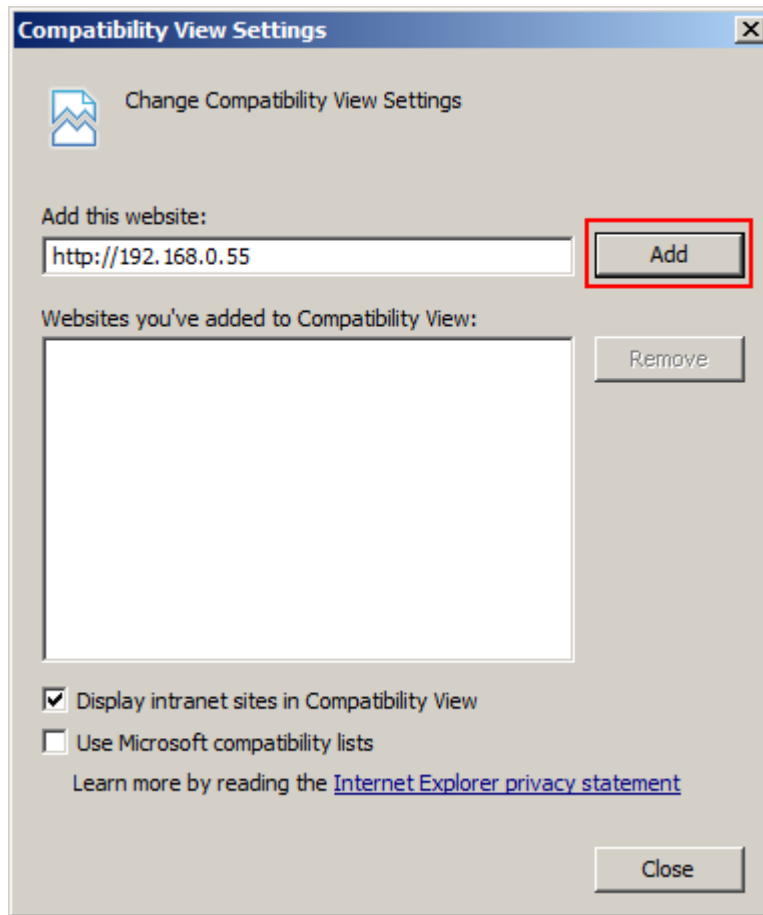 Compatibility View Settings
Change Compatibility View Settings
Add this website:
http://192.168.0.55
Add
Websites you've added to Compatibility View:
Remove
Display intranet sites in Compatibility View
Use Microsoft compatibility lists
Learn more by reading the Internet Explorer privacy statement
Close